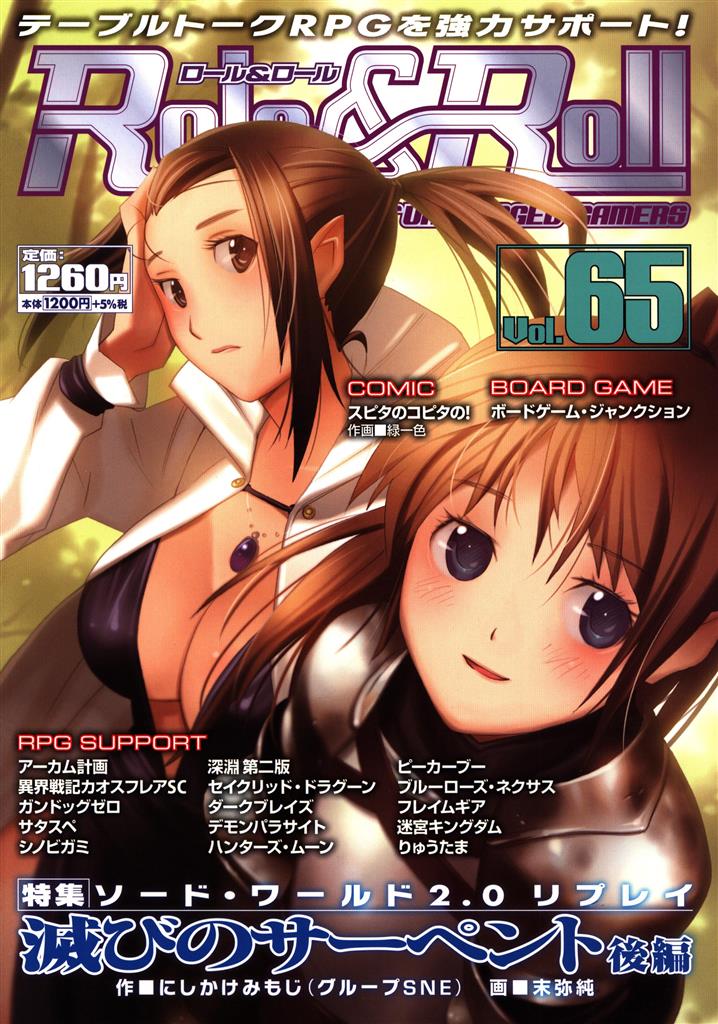 テーブルトークRPGを強力サポート!
ロール&ロール
Role&Roll
GAMERS
定価:
1260円
本体1200円+5%税
Vol. 65
COMIC
スピタのコピタの!
作画■緑一色
BOARD GAME
ボードゲーム・ジャンクション
RPG SUPPORT
アーカム計画
異界戦記カオスフレアSC
ガンドッグゼロ
サタスペ
シノビガミ
深淵 第二版
セイクリッド・ドラグーン
ダークブレイズ
デモンパラサイト
ハンターズ・ムーン
ピーカーブー
ブルーローズ・ネクサス
フレイムギア
迷宮キングダム
りゅうたま
特集 ソード・ワールド2.0 リプレイ
滅びのサーペント 後編
作■にしかけみもじ(グループSNE) 画■末弥純